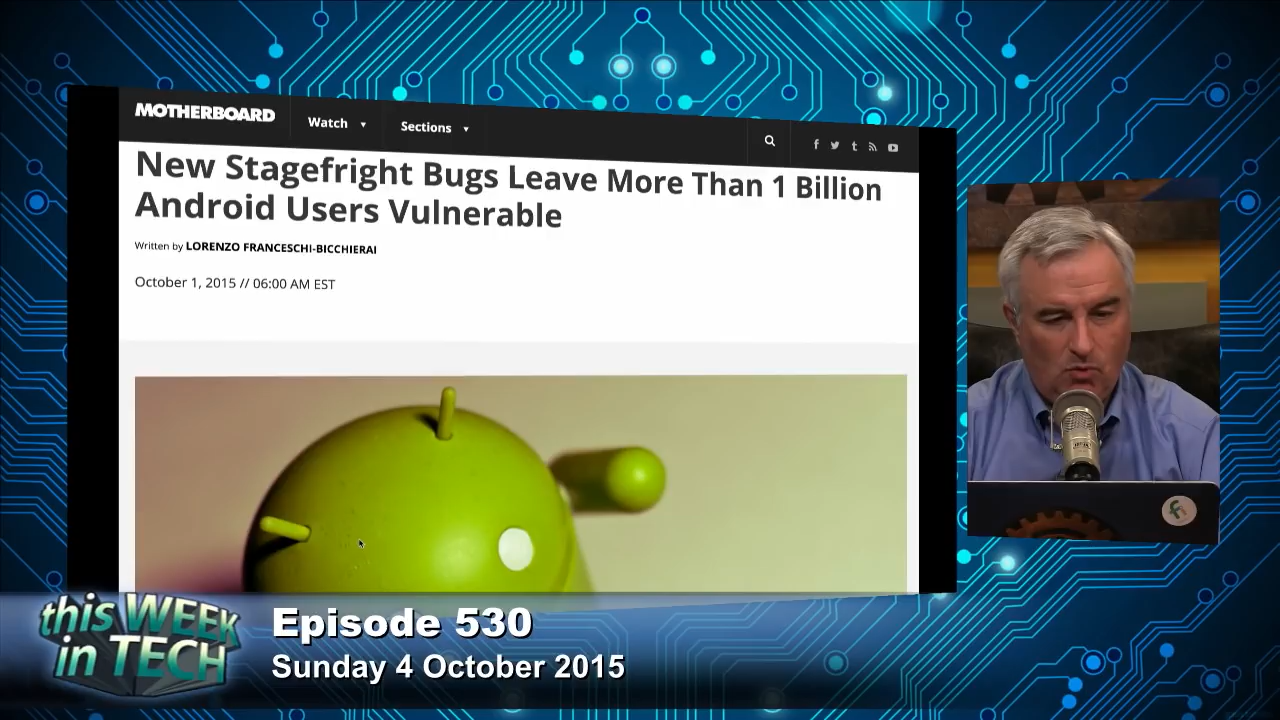 MOTHERBOARD
Watch
Sections
New Stagefright Bugs Leave More Than 1 Billion
Android Users Vulnerable
Written by LORENZO FRANCESCHI-BICCHIERAI
October 1, 2015 // 06:00 AM EST
this WEEK
in TECH
Episode 530
Sunday 4 October 2015